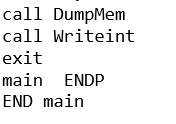 call DumpMem
call Writeint
exit
main  ENDP
END main